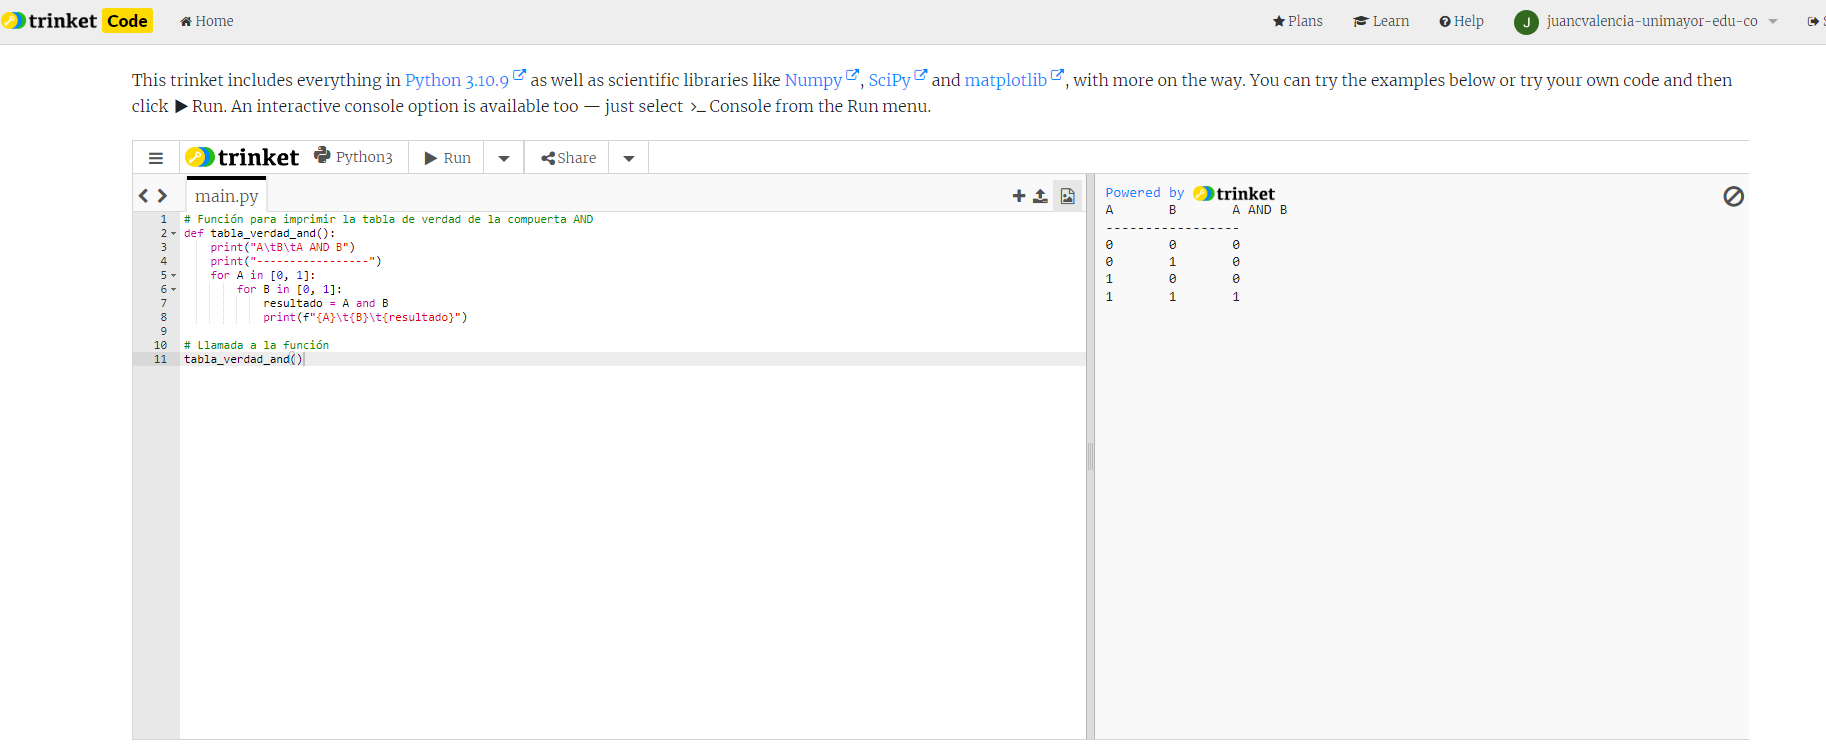 trinket Code Home Plans Learn Help J juancvalencia-unimayor-edu-co
This trinket includes everything in Python 3.10.9 as well as scientific libraries like Numpy, SciPy and matplotlib, with more on the way. You can try the examples below or try your own code and then
click ▶ Run. An interactive console option is available too — just select >_ Console from the Run menu.
trinket Python3 Run Share
main.py
1 # Función para imprimir la tabla de verdad de la compuerta AND
2 def tabla_verdad_and():
3     print("A\tB\tA AND B")
4     print("-----------------")
5     for A in [0, 1]:
6         for B in [0, 1]:
7             resultado = A and B
8             print(f"{A}\t{B}\t{resultado}")
9
10 # Llamada a la función
11 tabla_verdad_and()
Powered by trinket
A B A AND B
-----------------
0 0 0
0 1 0
1 0 0
1 1 1